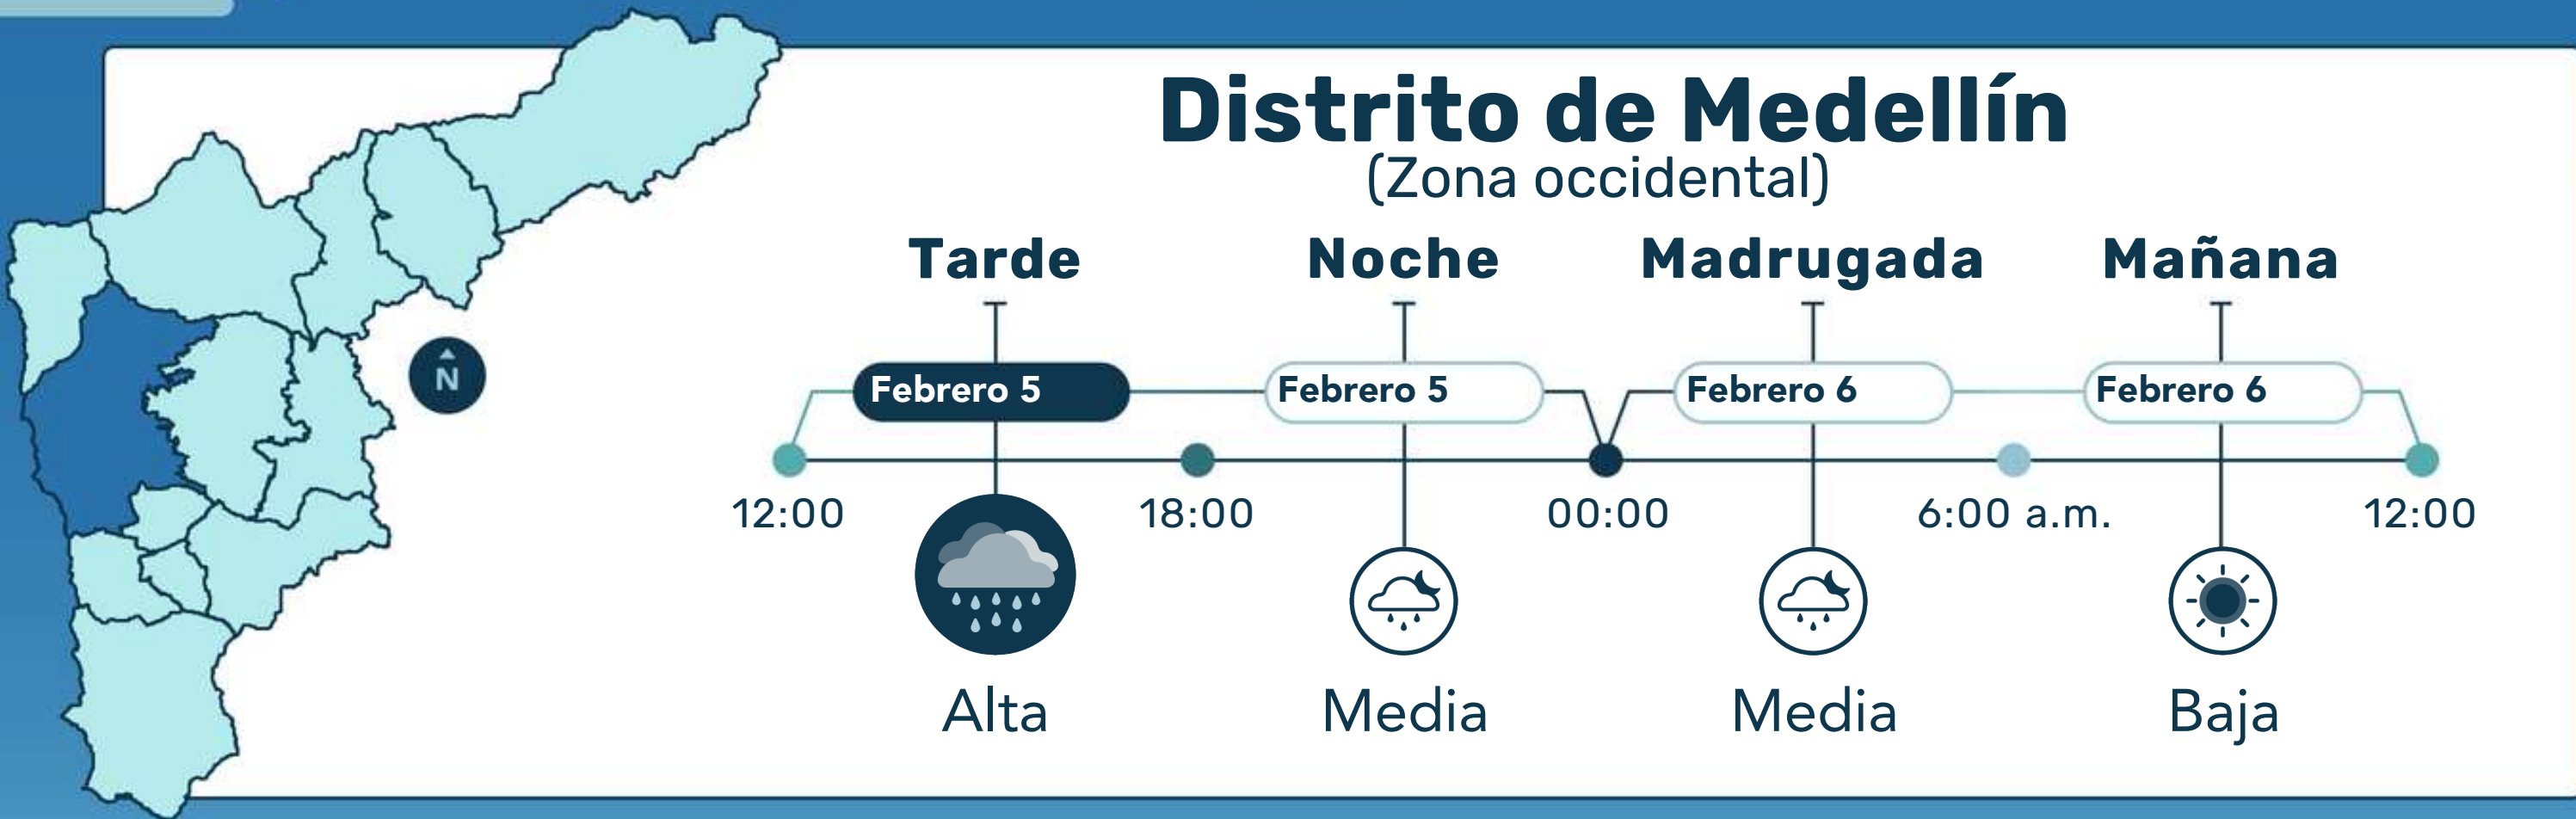 Distrito de Medellín
(Zona occidental)
Tarde Noche Madrugada Mañana
Febrero 5 Febrero 5 Febrero 6 Febrero 6
N
12:00 18:00 00:00 6:00 a.m. 12:00
Alta Media Media Baja